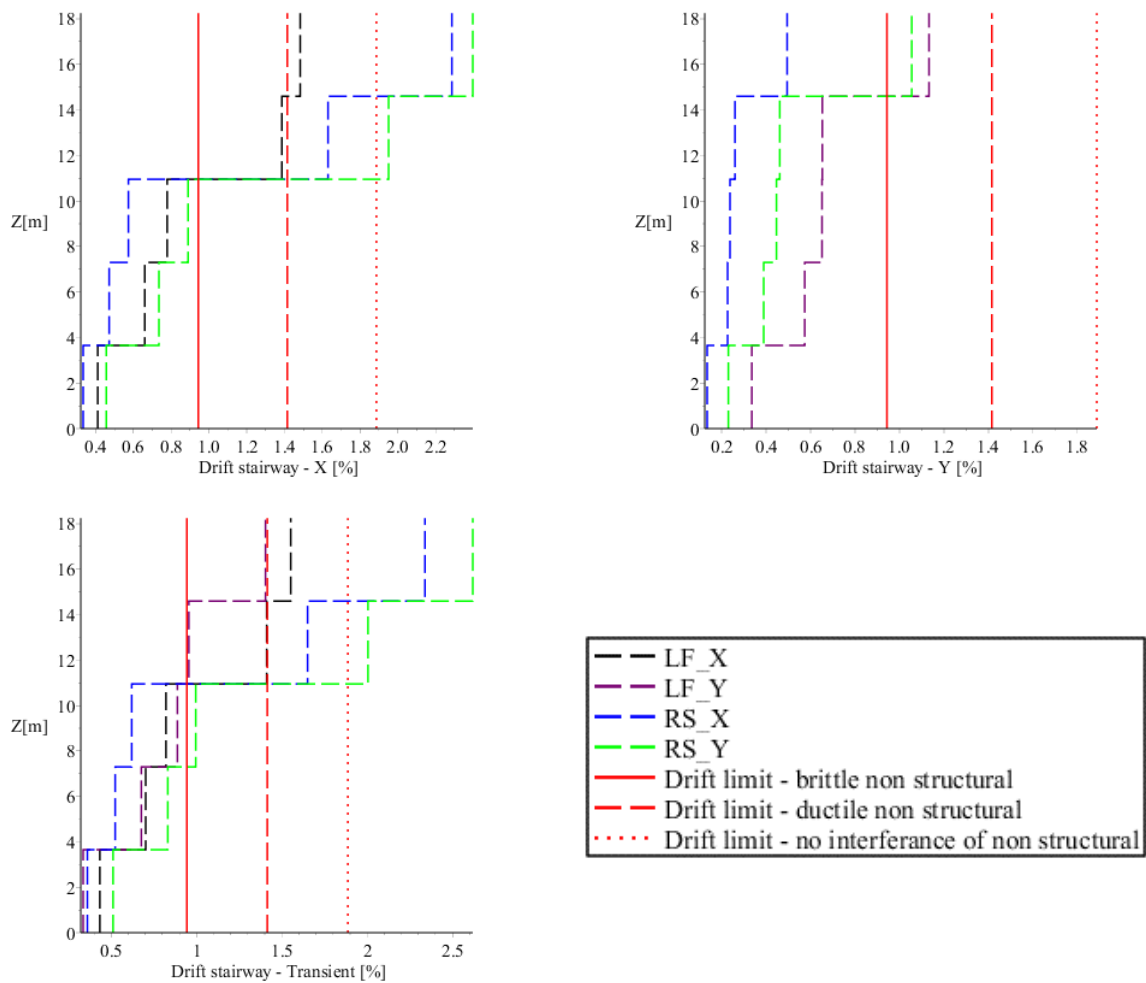 18
16
14
12
10
Z[m]
8
6
4
2
0
0.4 0.6 0.8 1.0 1.2 1.4 1.6 1.8 2.0 2.2
Drift stairway - X [%]
18
16
14
12
10
Z[m]
8
6
4
2
0
0.2 0.4 0.6 0.8 1.0 1.2 1.4 1.6 1.8
Drift stairway - Y [%]
18
16
14
12
10
Z[m]
8
6
4
2
0
0.5 1 1.5 2 2.5
Drift stairway - Transient [%]
LF_X
LF_Y
RS_X
RS_Y
Drift limit - brittle non structural
Drift limit - ductile non structural
Drift limit - no interferance of non structural